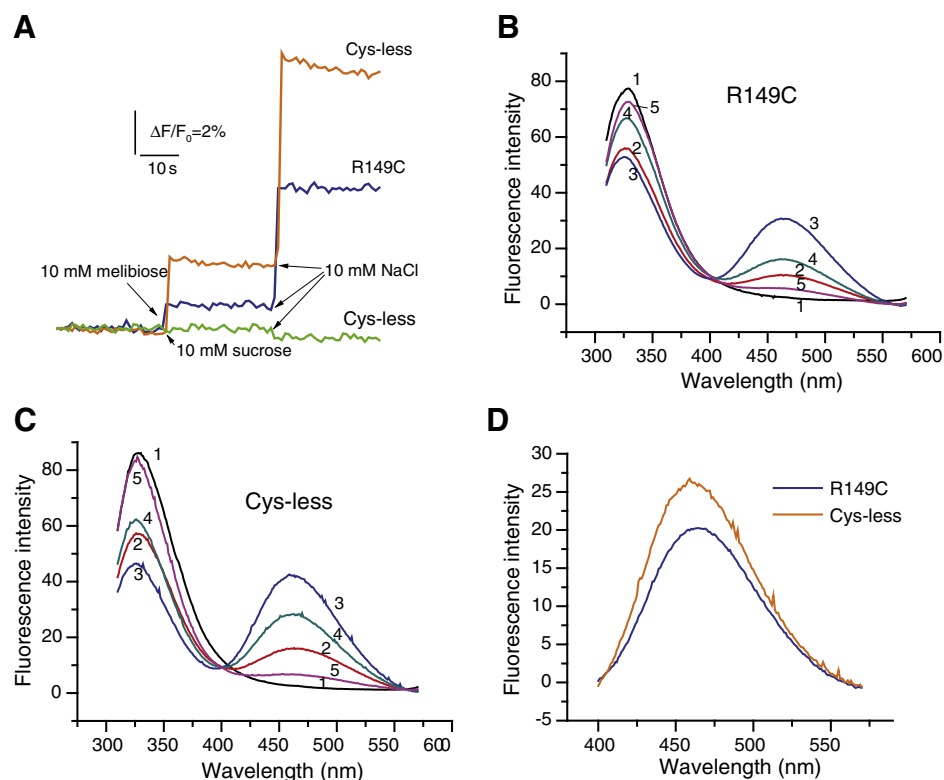 A
Cys-less
ΔF/F0=2%
10 s
R149C
10 mM melibiose
10 mM NaCl
Cys-less
10 mM sucrose
B
R149C
Fluorescence intensity
80
60
40
20
0
1
5
4
2
3
3
4
2
5
1
300 350 400 450 500 550 600
Wavelength (nm)
C
Cys-less
Fluorescence intensity
80
60
40
20
0
1
5
4
2
3
3
4
2
5
1
300 350 400 450 500 550 600
Wavelength (nm)
D
R149C
Cys-less
Fluorescence intensity
30
25
20
15
10
5
0
-5
400 450 500 550
Wavelength (nm)